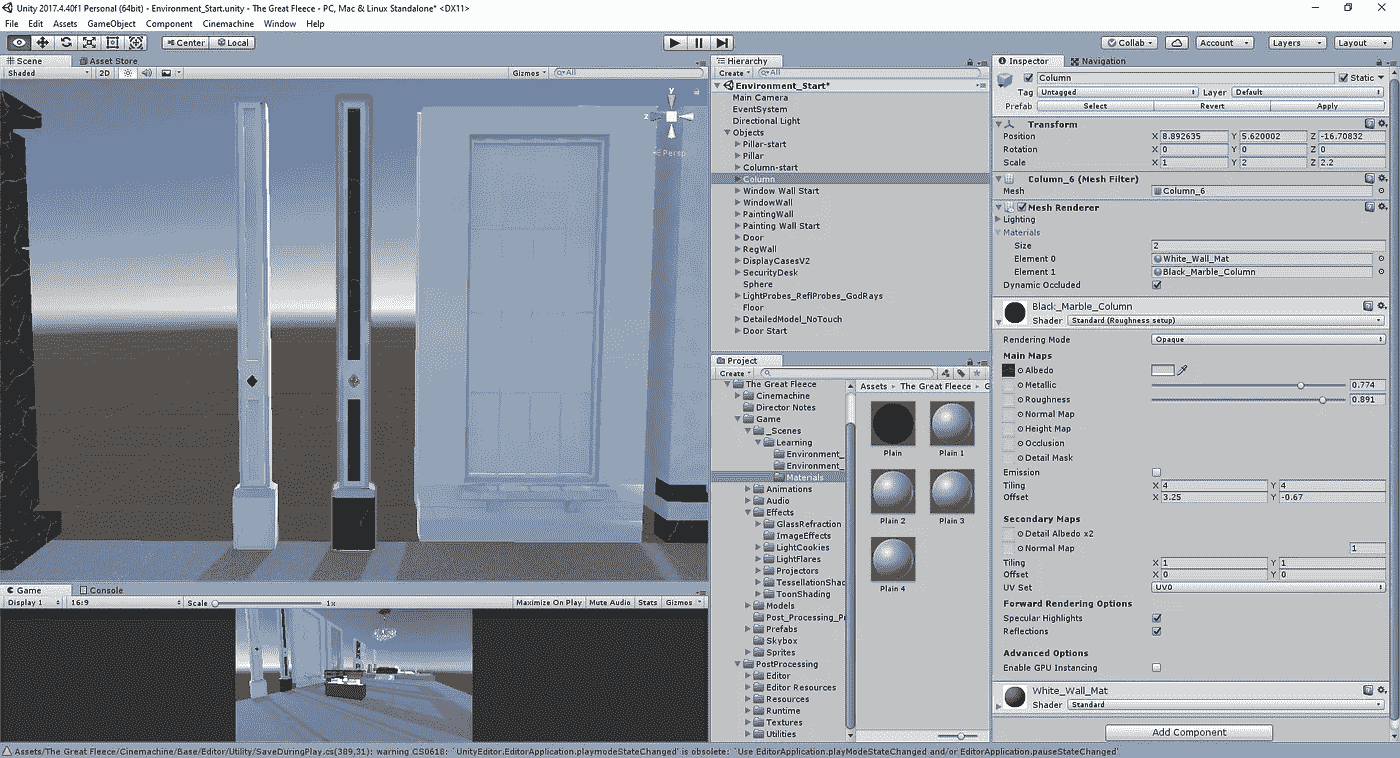 Unity 2017.4.40f1 Personal (64bit) - Environment_Start.unity - The Great Fleece - PC, Mac & Linux Standalone* <DX11>
File Edit Assets GameObject Component Cinemachine Window Help
Center Local Collab Account Layers Layout
Scene Asset Store
Shaded 2D Gizmos All
Persp
y
z
Game Console
Display 1 16:9 Scale 1x Maximize On Play Mute Audio Stats Gizmos
Hierarchy
Create All
Environment_Start*
Main Camera
EventSystem
Directional Light
Objects
Pillar-start
Pillar
Column-start
Column
Window Wall Start
WindowWall
PaintingWall
Painting Wall Start
Door
RegWall
DisplayCasesV2
SecurityDesk
Sphere
LightProbes_ReflProbes_GodRays
Floor
DetailedModel_NoTouch
Door Start
Project
Create
The Great Fleece
Cinemachine
Director Notes
Game
_Scenes
Learning
Environment_
Environment_
Materials
Animations
Audio
Effects
GlassRefraction
ImageEffects
LightCookies
LightFlares
Projectors
TessellationShad
ToonShading
Models
Post_Processing_Pr
Prefabs
Skybox
Sprites
PostProcessing
Editor
Editor Resources
Resources
Runtime
Textures
Utilities
Assets The Great Fleece G
Plain Plain 1
Plain 2 Plain 3
Plain 4
Inspector Navigation
Column Static
Tag Untagged Layer Default
Prefab Select Revert Apply
Transform
Position X 8.892635 Y 5.620002 Z -16.70832
Rotation X 0 Y 0 Z 0
Scale X 1 Y 2 Z 2.2
Column_6 (Mesh Filter)
Mesh Column_6
Mesh Renderer
Lighting
Materials
Size 2
Element 0 White_Wall_Mat
Element 1 Black_Marble_Column
Dynamic Occluded
Black_Marble_Column
Shader Standard (Roughness setup)
Rendering Mode Opaque
Main Maps
Albedo
Metallic 0.774
Roughness 0.891
Normal Map
Height Map
Occlusion
Detail Mask
Emission
Tiling X 4 Y 4
Offset X 3.25 Y -0.67
Secondary Maps
Detail Albedo x2
Normal Map 1
Tiling X 1 Y 1
Offset X 0 Y 0
UV Set UV0
Forward Rendering Options
Specular Highlights
Reflections
Advanced Options
Enable GPU Instancing
White_Wall_Mat
Shader Standard
Add Component
Assets/The Great Fleece/Cinemachine/Base/Editor/Utility/SaveDuringPlay.cs(389,31): warning CS0618: `UnityEditor.EditorApplication.playmodeStateChanged' is obsolete: `Use EditorApplication.playModeStateChanged and/or EditorApplication.pauseStateChanged'